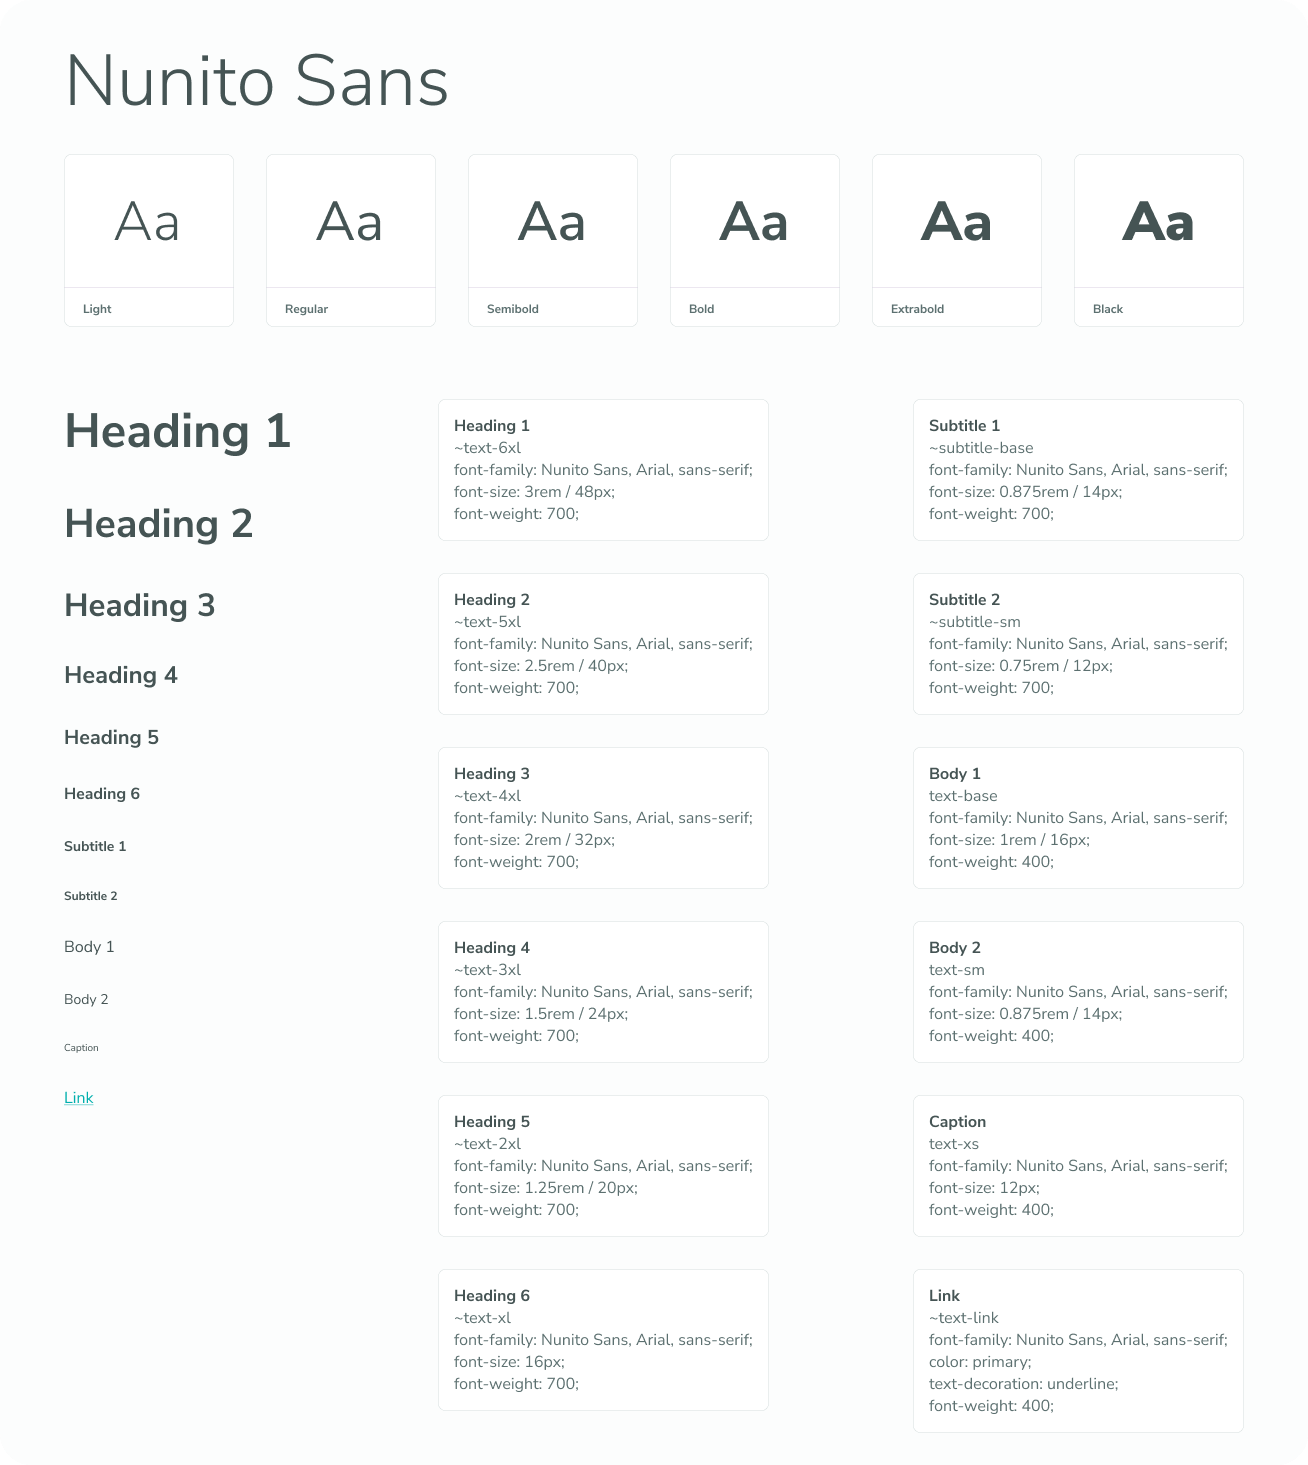 Nunito Sans
Aa
Aa
Aa
Aa
Aa
Aa
Light
Regular
Semibold
Bold
Extrabold
Black
Heading 1
Heading 2
Heading 3
Heading 4
Heading 5
Heading 6
Subtitle 1
Subtitle 2
Body 1
Body 2
Caption
Link
Heading 1
~text-6xl
font-family: Nunito Sans, Arial, sans-serif;
font-size: 3rem / 48px;
font-weight: 700;
Heading 2
~text-5xl
font-family: Nunito Sans, Arial, sans-serif;
font-size: 2.5rem / 40px;
font-weight: 700;
Heading 3
~text-4xl
font-family: Nunito Sans, Arial, sans-serif;
font-size: 2rem / 32px;
font-weight: 700;
Heading 4
~text-3xl
font-family: Nunito Sans, Arial, sans-serif;
font-size: 1.5rem / 24px;
font-weight: 700;
Heading 5
~text-2xl
font-family: Nunito Sans, Arial, sans-serif;
font-size: 1.25rem / 20px;
font-weight: 700;
Heading 6
~text-xl
font-family: Nunito Sans, Arial, sans-serif;
font-size: 16px;
font-weight: 700;
Subtitle 1
~subtitle-base
font-family: Nunito Sans, Arial, sans-serif;
font-size: 0.875rem / 14px;
font-weight: 700;
Subtitle 2
~subtitle-sm
font-family: Nunito Sans, Arial, sans-serif;
font-size: 0.75rem / 12px;
font-weight: 700;
Body 1
text-base
font-family: Nunito Sans, Arial, sans-serif;
font-size: 1rem / 16px;
font-weight: 400;
Body 2
text-sm
font-family: Nunito Sans, Arial, sans-serif;
font-size: 0.875rem / 14px;
font-weight: 400;
Caption
text-xs
font-family: Nunito Sans, Arial, sans-serif;
font-size: 12px;
font-weight: 400;
Link
~text-link
font-family: Nunito Sans, Arial, sans-serif;
color: primary;
text-decoration: underline;
font-weight: 400;